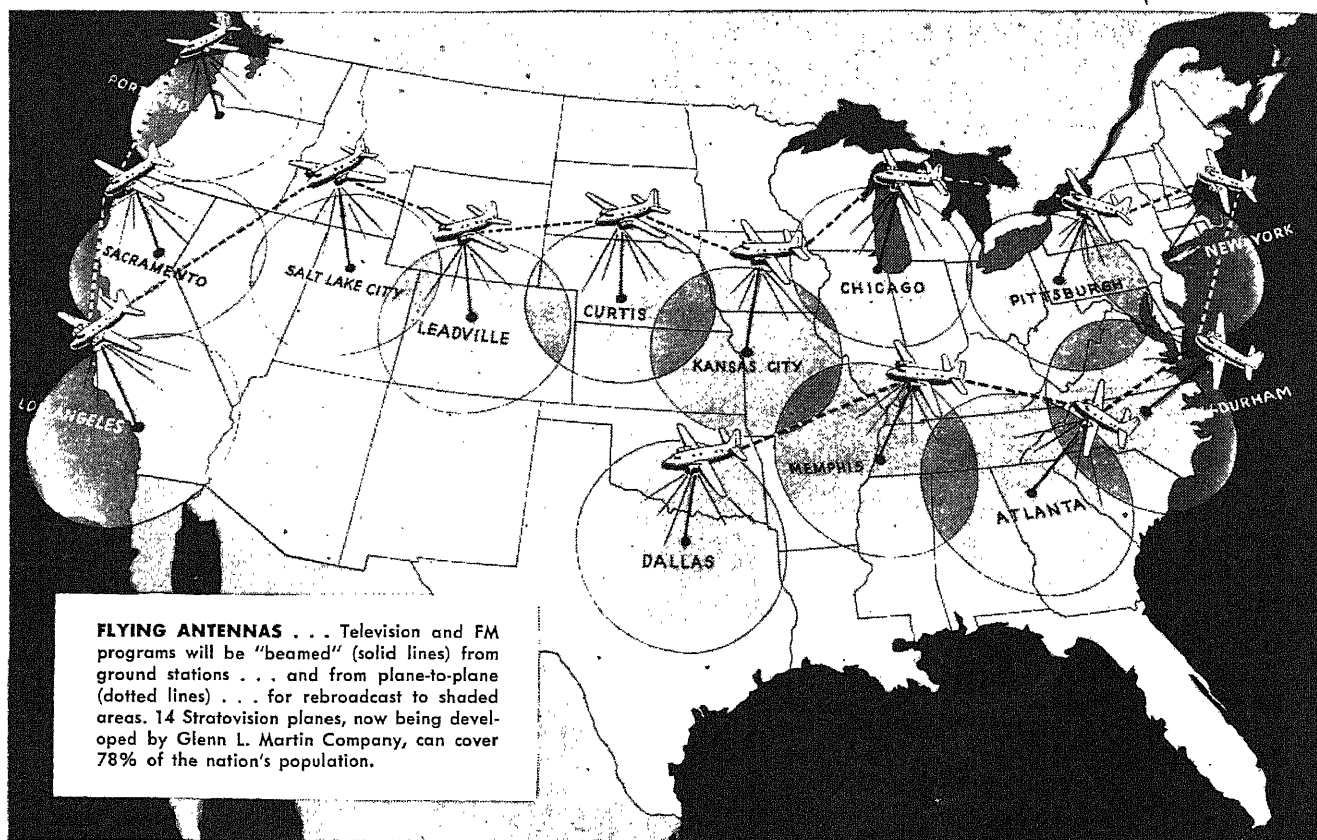 PORTLAND
SACRAMENTO
SALT LAKE CITY
LEADVILLE
CURTIS
CHICAGO
PITTSBURGH
NEW YORK
KANSAS CITY
LOS ANGELES
MEMPHIS
DURHAM
ATLANTA
DALLAS
FLYING ANTENNAS . . . Television and FM
programs will be "beamed" (solid lines) from
ground stations . . . and from plane-to-plane
(dotted lines) . . . for rebroadcast to shaded
areas. 14 Stratovision planes, now being devel-
oped by Glenn L. Martin Company, can cover
78% of the nation's population.